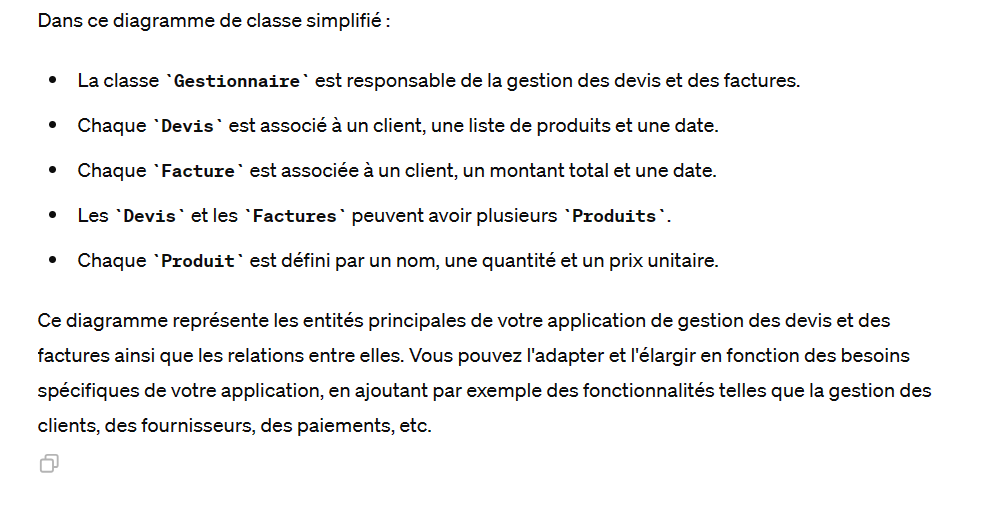 Dans ce diagramme de classe simplifié :
• La classe `Gestionnaire` est responsable de la gestion des devis et des factures.
• Chaque `Devis` est associé à un client, une liste de produits et une date.
• Chaque `Facture` est associée à un client, un montant total et une date.
• Les `Devis` et les `Factures` peuvent avoir plusieurs `Produits`.
• Chaque `Produit` est défini par un nom, une quantité et un prix unitaire.
Ce diagramme représente les entités principales de votre application de gestion des devis et des
factures ainsi que les relations entre elles. Vous pouvez l'adapter et l'élargir en fonction des besoins
spécifiques de votre application, en ajoutant par exemple des fonctionnalités telles que la gestion des
clients, des fournisseurs, des paiements, etc.